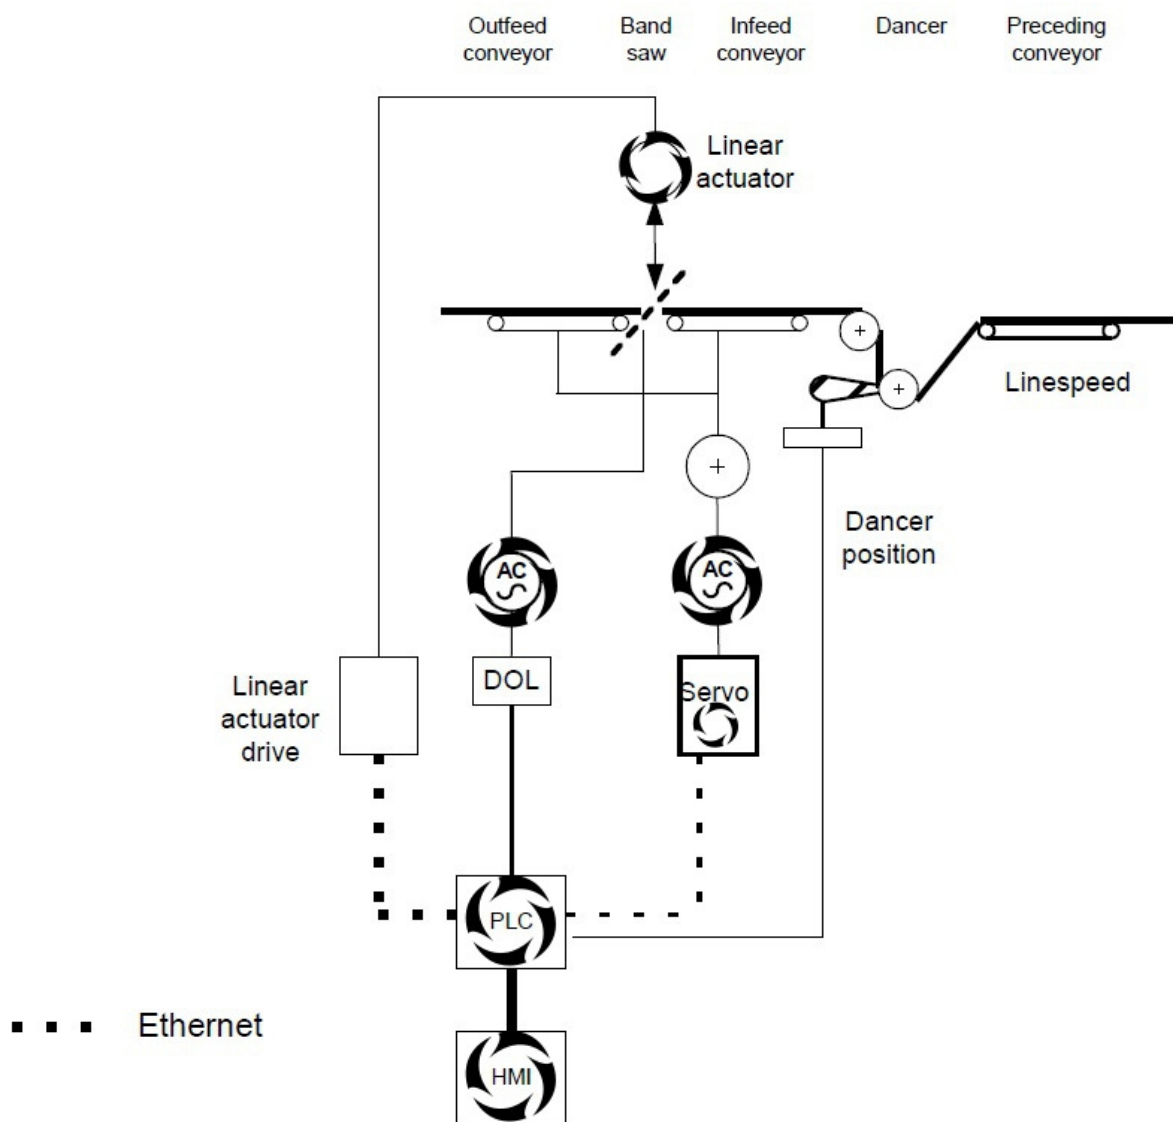 Outfeed
conveyor
Band
saw
Infeed
conveyor
Dancer
Preceding
conveyor
Linear
actuator
Linespeed
Dancer
position
AC
AC
DOL
Servo
Linear
actuator
drive
PLC
Ethernet
HMI